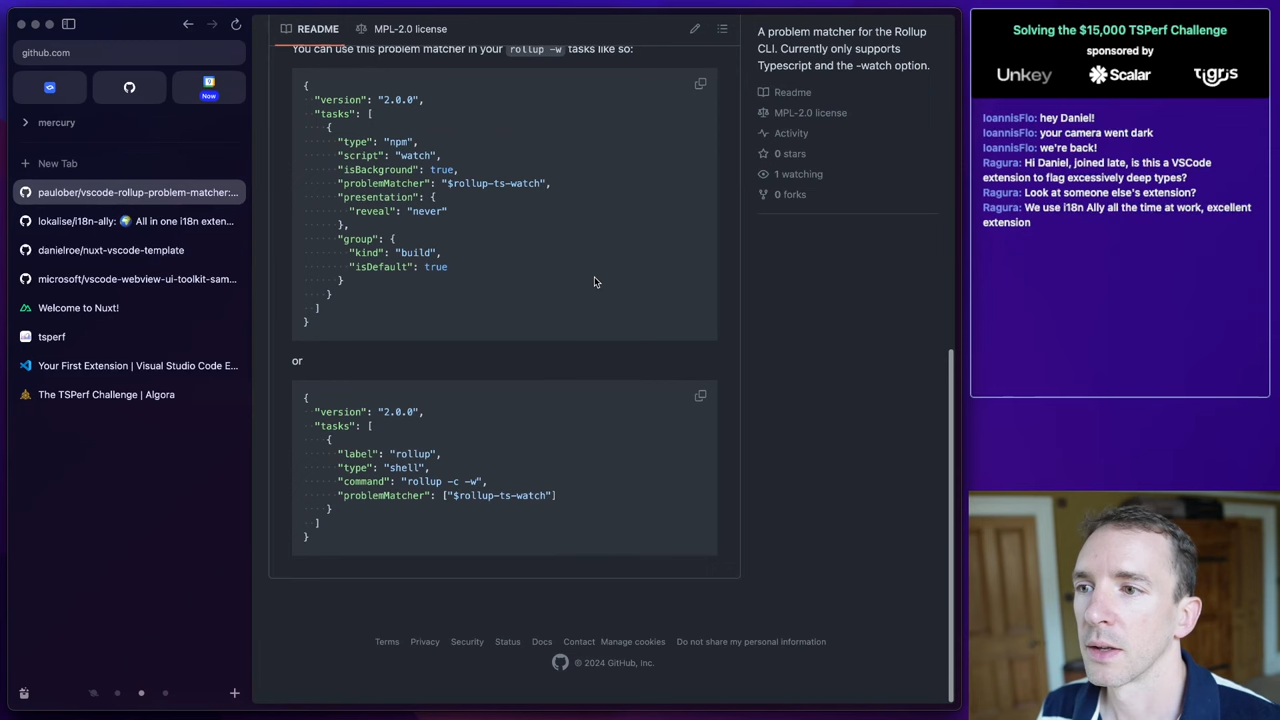 github.com
Now
mercury
New Tab
paulober/vscode-rollup-problem-matcher:...
lokalise/i18n-ally: 🌍 All in one i18n exten...
danielroe/nuxt-vscode-template
microsoft/vscode-webview-ui-toolkit-sam...
Welcome to Nuxt!
tsperf
Your First Extension | Visual Studio Code E...
The TSPerf Challenge | Algora
README
MPL-2.0 license
You can use this problem matcher in your rollup -w tasks like so:
{
"version": "2.0.0",
"tasks": [
{
"type": "npm",
"script": "watch",
"isBackground": true,
"problemMatcher": "$rollup-ts-watch",
"presentation": {
"reveal": "never"
},
"group": {
"kind": "build",
"isDefault": true
}
}
]
}
or
{
"version": "2.0.0",
"tasks": [
{
"label": "rollup",
"type": "shell",
"command": "rollup -c -w",
"problemMatcher": ["$rollup-ts-watch"]
}
]
}
A problem matcher for the Rollup
CLI. Currently only supports
Typescript and the -watch option.
Readme
MPL-2.0 license
Activity
0 stars
1 watching
0 forks
Terms Privacy Security Status Docs Contact Manage cookies Do not share my personal information
© 2024 GitHub, Inc.
Solving the $15,000 TSPerf Challenge
sponsored by
Unkey Scalar tigris
IoannisFlo: hey Daniel!
IoannisFlo: your camera went dark
IoannisFlo: we're back!
Ragura: Hi Daniel, joined late, is this a VSCode
extension to flag excessively deep types?
Ragura: Look at someone else's extension?
Ragura: We use i18n Ally all the time at work, excellent
extension